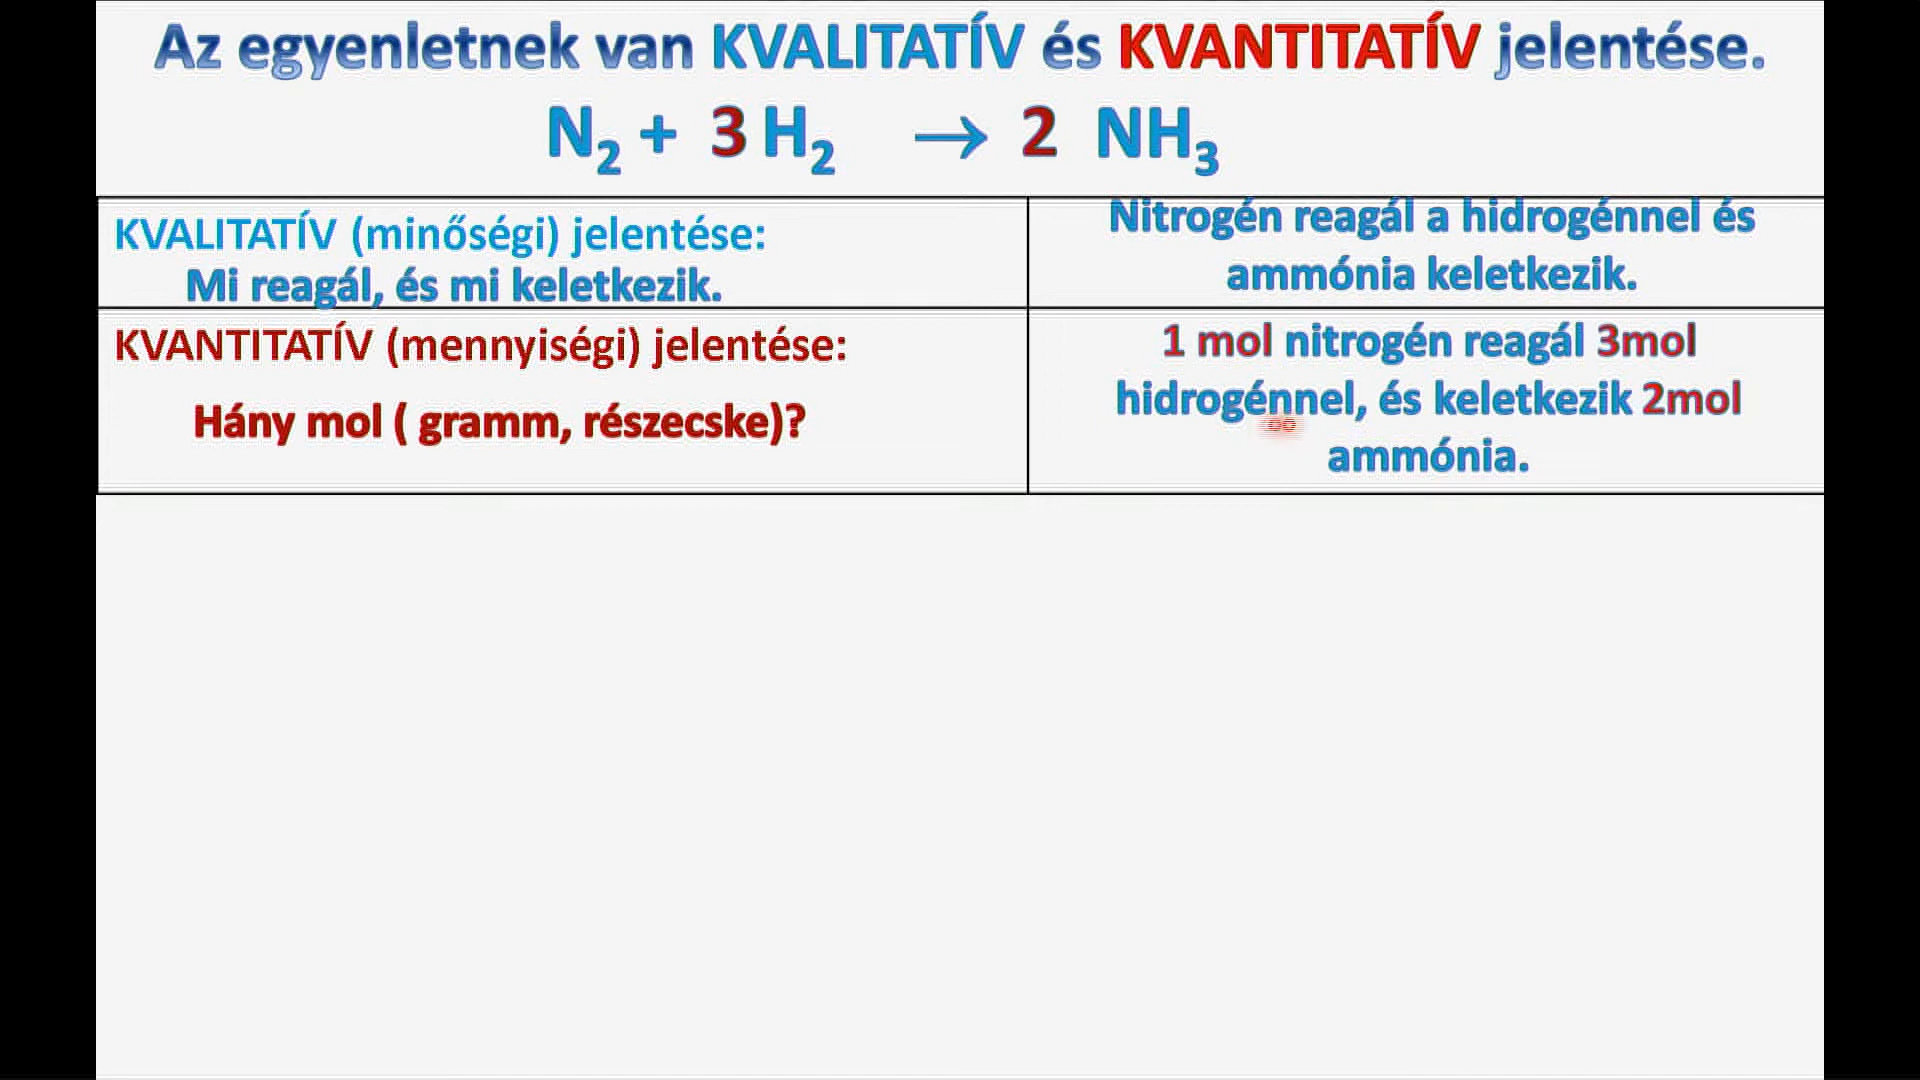 Az egyenletnek van KVALITATÍV és KVANTITATÍV jelentése.
N₂ + 3 H₂ → 2 NH₃
KVALITATÍV (minőségi) jelentése:
Mi reagál, és mi keletkezik.
Nitrogén reagál a hidrogénnel és
ammónia keletkezik.
KVANTITATÍV (mennyiségi) jelentése:
Hány mol ( gramm, részecske)?
1 mol nitrogén reagál 3mol
hidrogénnel, és keletkezik 2mol
ammónia.